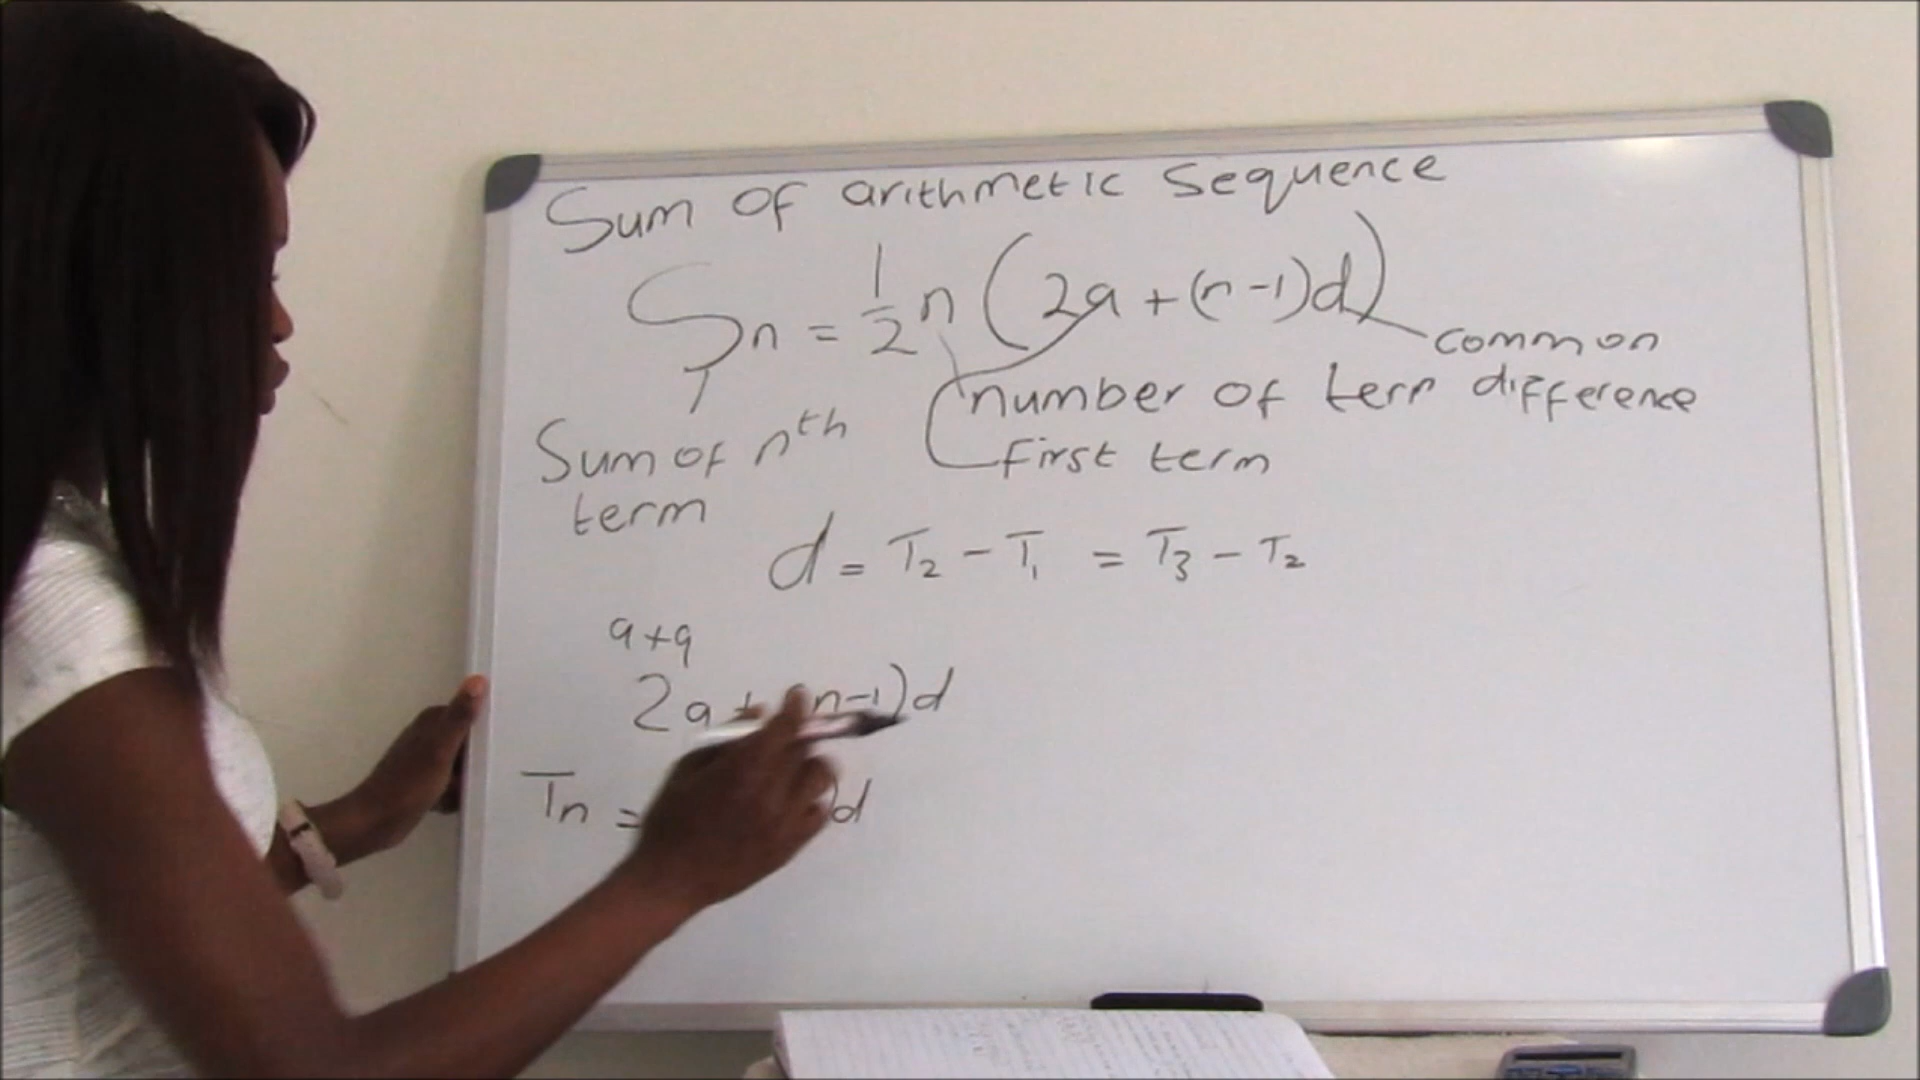 Sum of arithmetic sequence
Sn = 1/2 n (2a + (n-1)d)
common
number of term difference
first term
Sum of nth
term
d = T2 - T1 = T3 - T2
a + a
2a + (n-1)d
Tn = )d